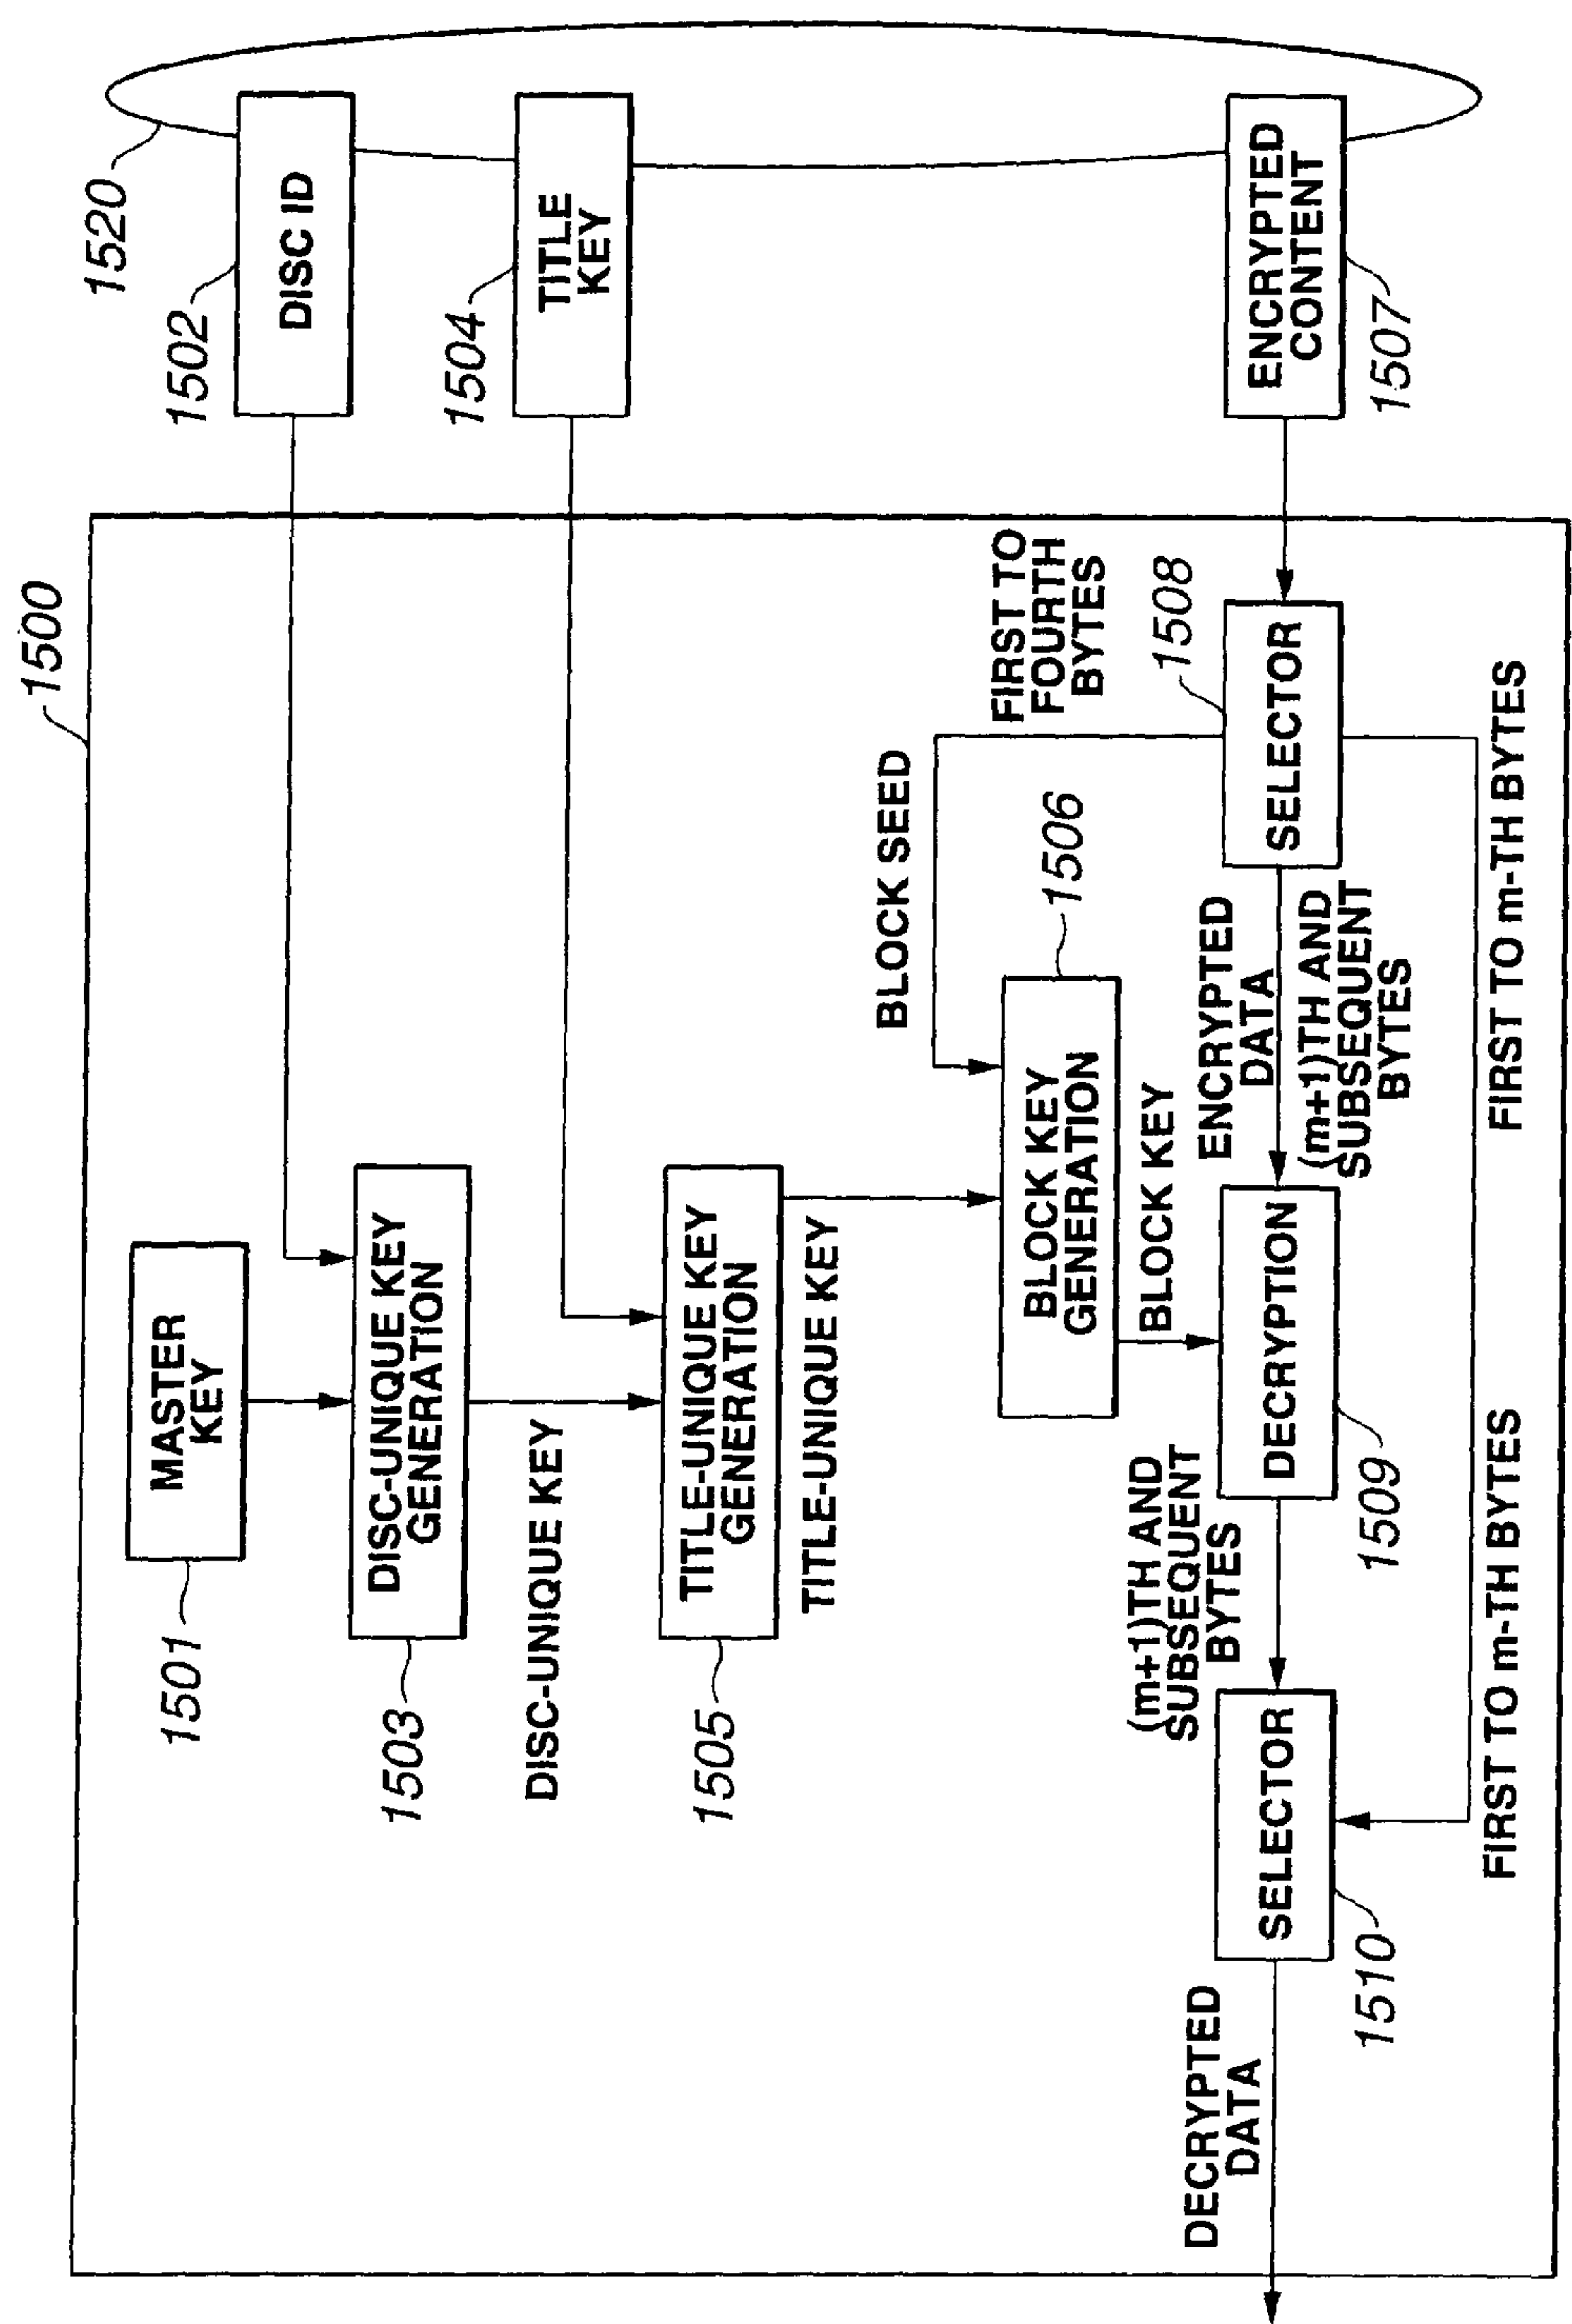 1500
1520
MASTER
KEY
1501
1502
DISC ID
DISC-UNIQUE KEY
GENERATION
1503
DISC-UNIQUE KEY
1504
TITLE
KEY
TITLE-UNIQUE KEY
GENERATION
1505
TITLE-UNIQUE KEY
BLOCK SEED
FIRST TO
FOURTH
BYTES
BLOCK KEY
GENERATION
1506
BLOCK KEY
1508
ENCRYPTED
CONTENT
1507
SELECTOR
ENCRYPTED
DATA
(m+1)TH AND
SUBSEQUENT
BYTES
DECRYPTION
1509
(m+1)TH AND
SUBSEQUENT
BYTES
SELECTOR
1510
DECRYPTED
DATA
FIRST TO m-TH BYTES
FIRST TO m-TH BYTES